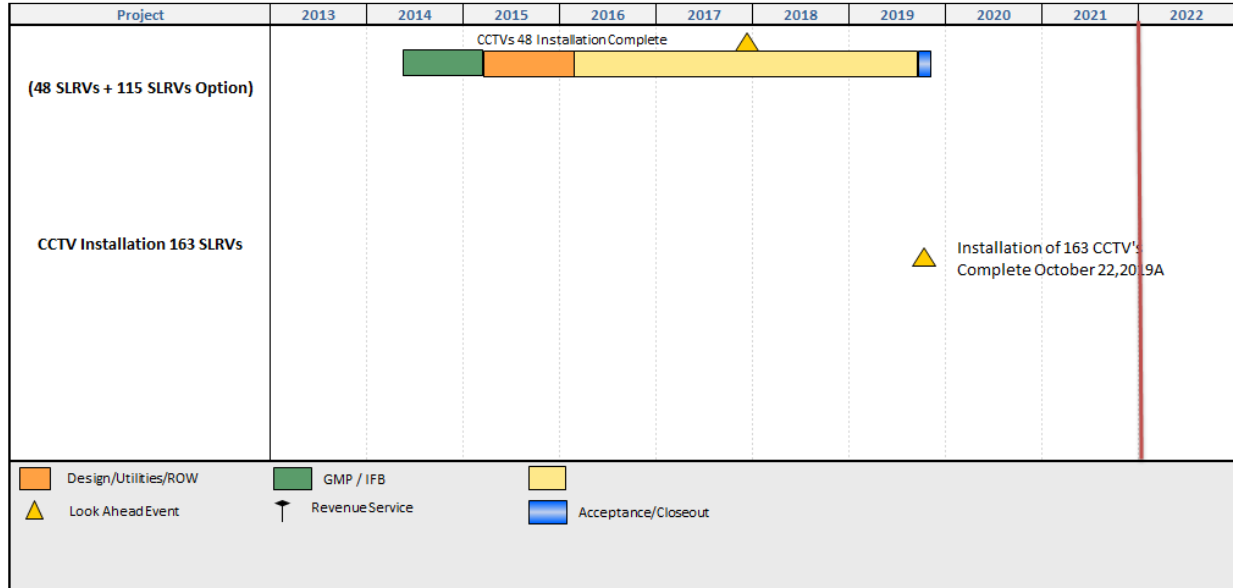 Project 2013 2014 2015 2016 2017 2018 2019 2020 2021 2022
CCTVs 48 Installation Complete
(48 SLRVs + 115 SLRVs Option)
CCTV Installation 163 SLRVs
Installation of 163 CCTV's
Complete October 22,2019A
Design/Utilities/ROW GMP / IFB
Look Ahead Event Revenue Service Acceptance/Closeout